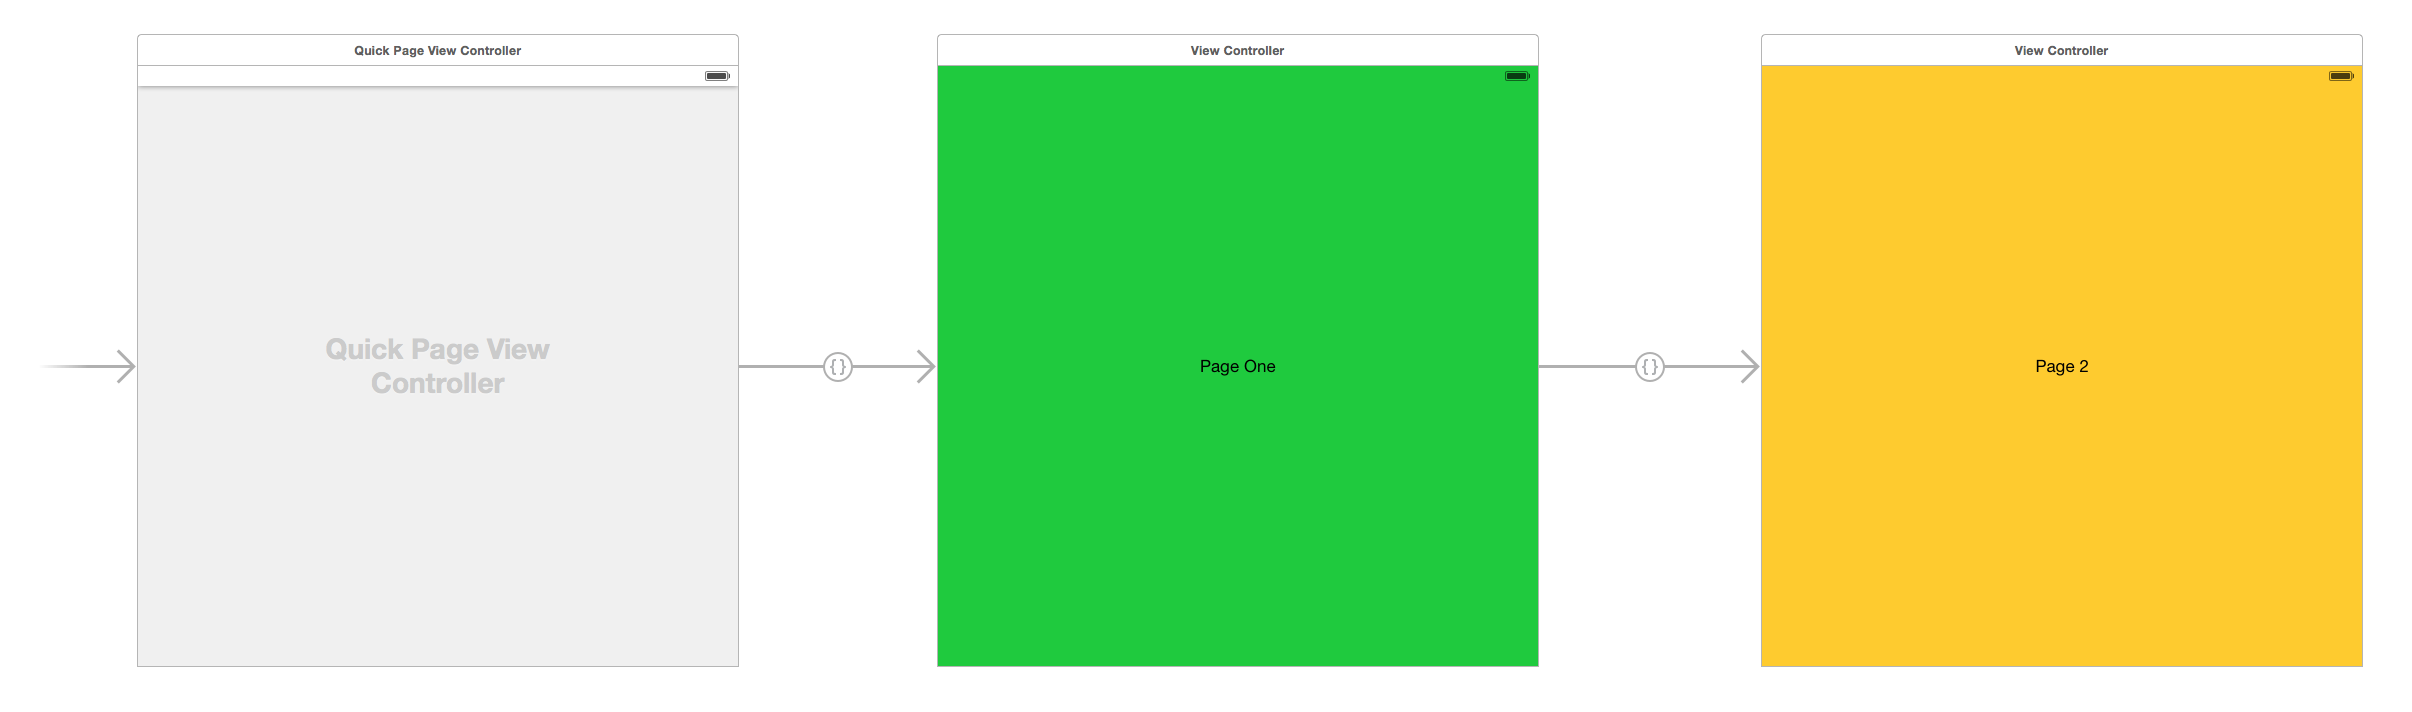 Quick Page View Controller
View Controller
View Controller
Quick Page View
Controller
{}
Page One
{}
Page 2